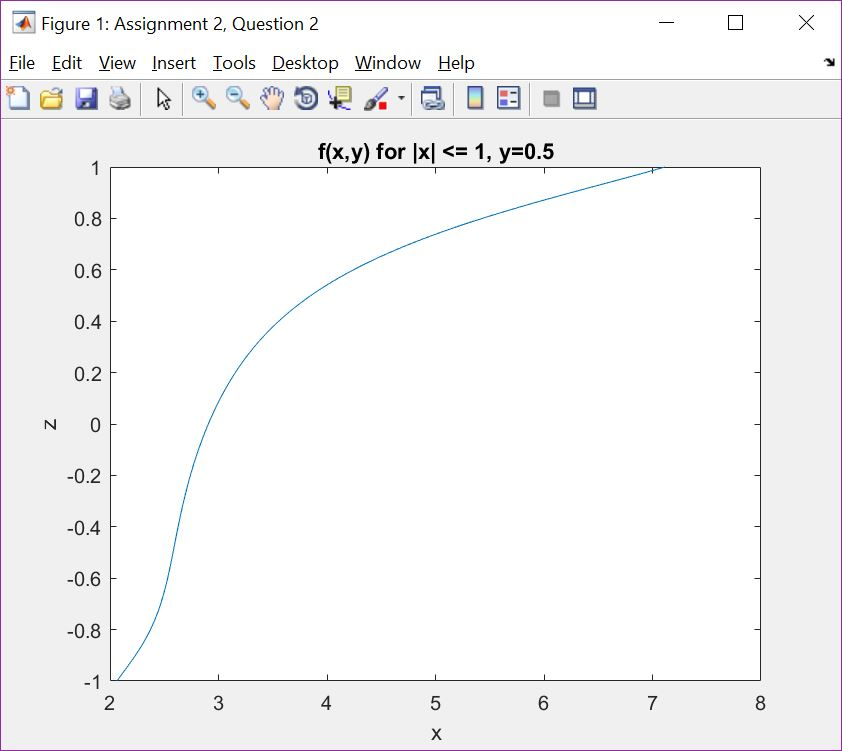 Figure 1: Assignment 2, Question 2
File Edit View Insert Tools Desktop Window Help
f(x,y) for |x| <= 1, y=0.5
1
0.8
0.6
0.4
0.2
0
-0.2
-0.4
-0.6
-0.8
-1
z
2 3 4 5 6 7 8
x